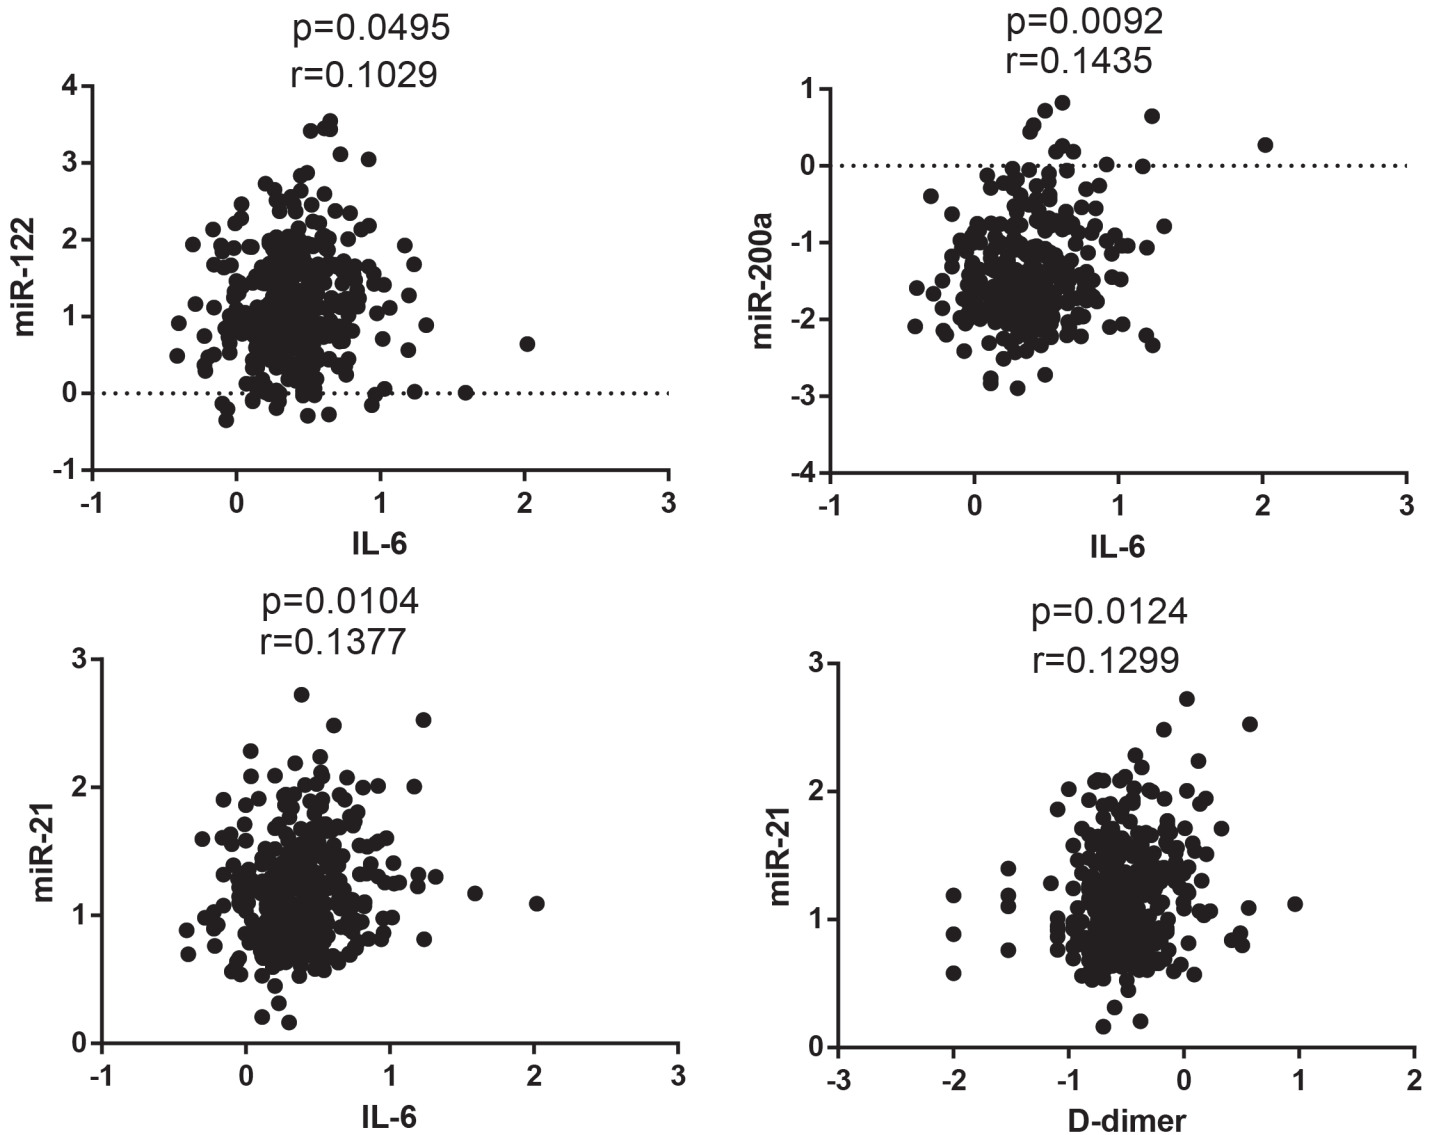 p=0.0495
r=0.1029
4
3
2
1
0
-1
miR-122
-1 0 1 2 3
IL-6
p=0.0092
r=0.1435
1
0
-1
-2
-3
-4
miR-200a
-1 0 1 2 3
IL-6
p=0.0104
r=0.1377
3
2
1
0
miR-21
-1 0 1 2 3
IL-6
p=0.0124
r=0.1299
3
2
1
0
miR-21
-3 -2 -1 0 1 2
D-dimer